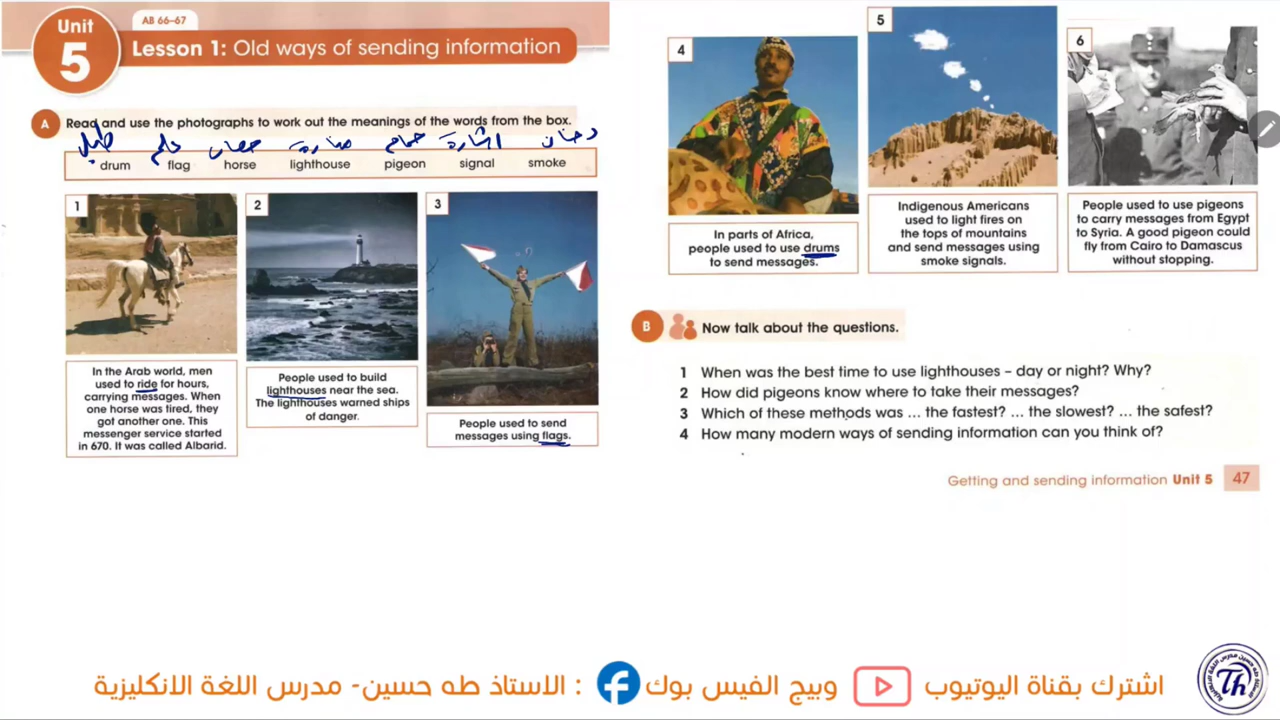 Unit
5
AB 66–67
Lesson 1: Old ways of sending information
A Read and use the photographs to work out the meanings of the words from the box.
طبل علم حصان منارة حمام اشارة دخان
drum flag horse lighthouse pigeon signal smoke
1
In the Arab world, men
used to ride for hours,
carrying messages. When
one horse was tired, they
got another one. This
messenger service started
in 670. It was called Albarid.
2
People used to build
lighthouses near the sea.
The lighthouses warned ships
of danger.
3
People used to send
messages using flags.
4
In parts of Africa,
people used to use drums
to send messages.
5
Indigenous Americans
used to light fires on
the tops of mountains
and send messages using
smoke signals.
6
People used to use pigeons
to carry messages from Egypt
to Syria. A good pigeon could
fly from Cairo to Damascus
without stopping.
B Now talk about the questions.
1 When was the best time to use lighthouses – day or night? Why?
2 How did pigeons know where to take their messages?
3 Which of these methods was ... the fastest? ... the slowest? ... the safest?
4 How many modern ways of sending information can you think of?
Getting and sending information Unit 5 47
اشترك بقناة اليوتيوب وبيج الفيس بوك : الاستاذ طه حسين- مدرس اللغة الانكليزية
Th